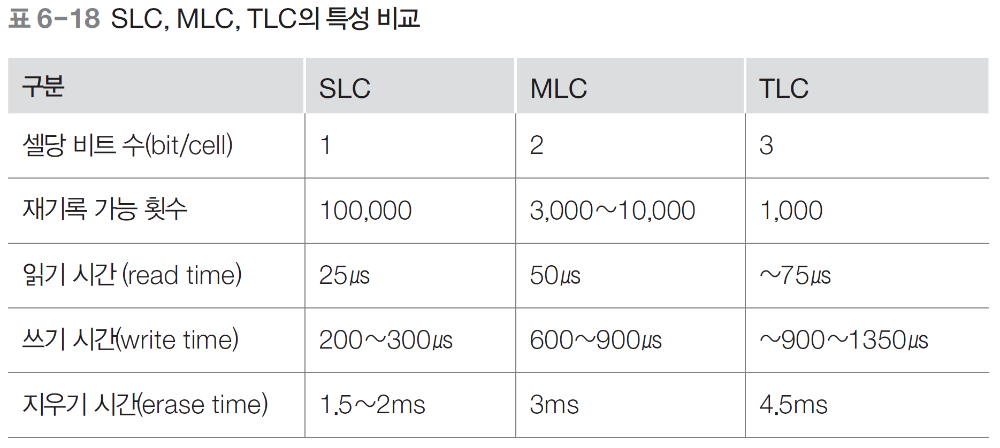 표 6-18 SLC, MLC, TLC의 특성 비교
구분 SLC MLC TLC
셀당 비트 수(bit/cell) 1 2 3
재기록 가능 횟수 100,000 3,000~10,000 1,000
읽기 시간 (read time) 25㎲ 50㎲ ~75㎲
쓰기 시간(write time) 200~300㎲ 600~900㎲ ~900~1350㎲
지우기 시간(erase time) 1.5~2ms 3ms 4.5ms